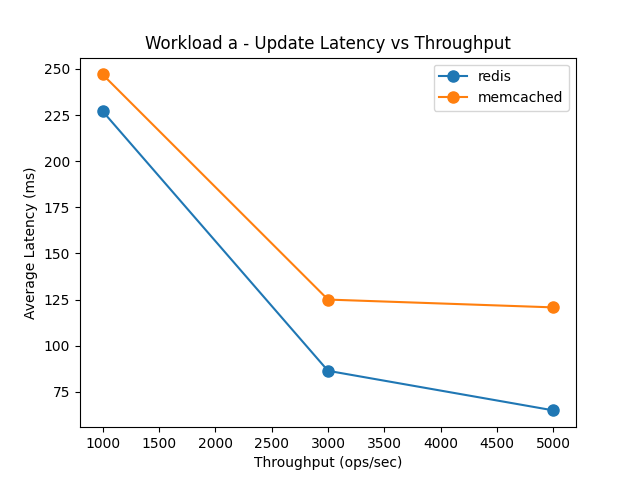 Workload a - Update Latency vs Throughput
redis
memcached
Average Latency (ms)
250
225
200
175
150
125
100
75
1000 1500 2000 2500 3000 3500 4000 4500 5000
Throughput (ops/sec)